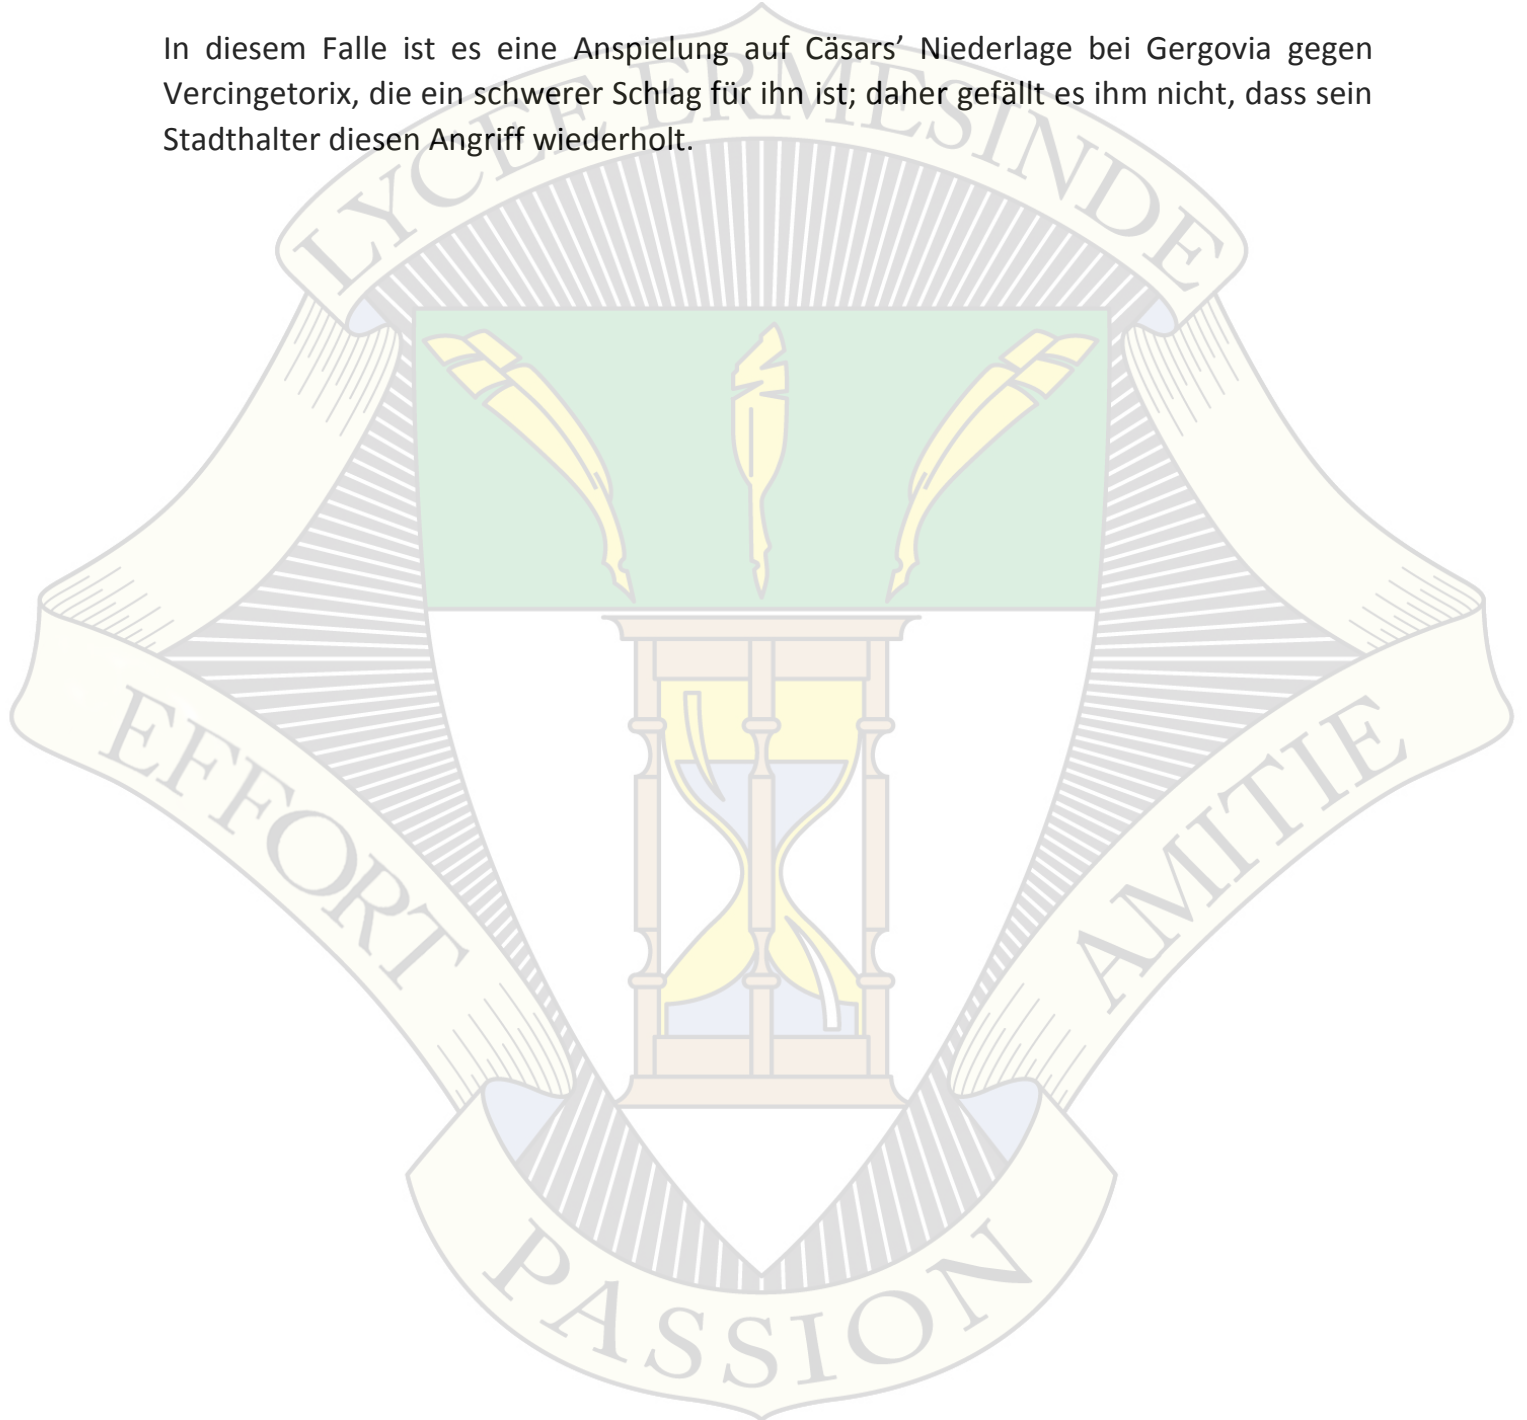 In diesem Falle ist es eine Anspielung auf Cäsars’ Niederlage bei Gergovia gegen
Vercingetorix, die ein schwerer Schlag für ihn ist; daher gefällt es ihm nicht, dass sein
Stadthalter diesen Angriff wiederholt.
LYCEE ERMESINDE
EFFORT
AMITIE
PASSION